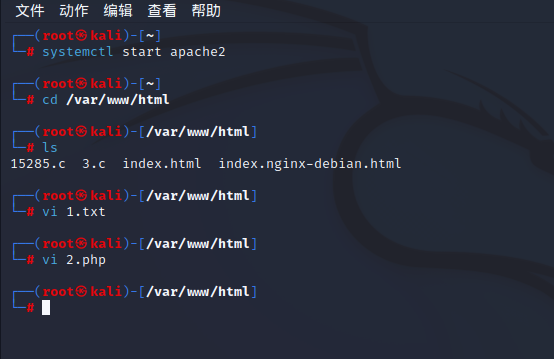 文件 动作 编辑 查看 帮助
┌──(root㉿kali)-[~]
└─# systemctl start apache2
┌──(root㉿kali)-[~]
└─# cd /var/www/html
┌──(root㉿kali)-[/var/www/html]
└─# ls
15285.c  3.c  index.html  index.nginx-debian.html
┌──(root㉿kali)-[/var/www/html]
└─# vi 1.txt
┌──(root㉿kali)-[/var/www/html]
└─# vi 2.php
┌──(root㉿kali)-[/var/www/html]
└─#